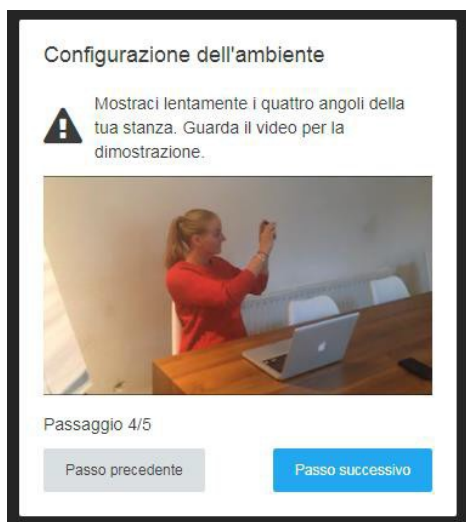 Configurazione dell'ambiente
Mostraci lentamente i quattro angoli della
tua stanza. Guarda il video per la
dimostrazione.
Passaggio 4/5
Passo precedente
Passo successivo